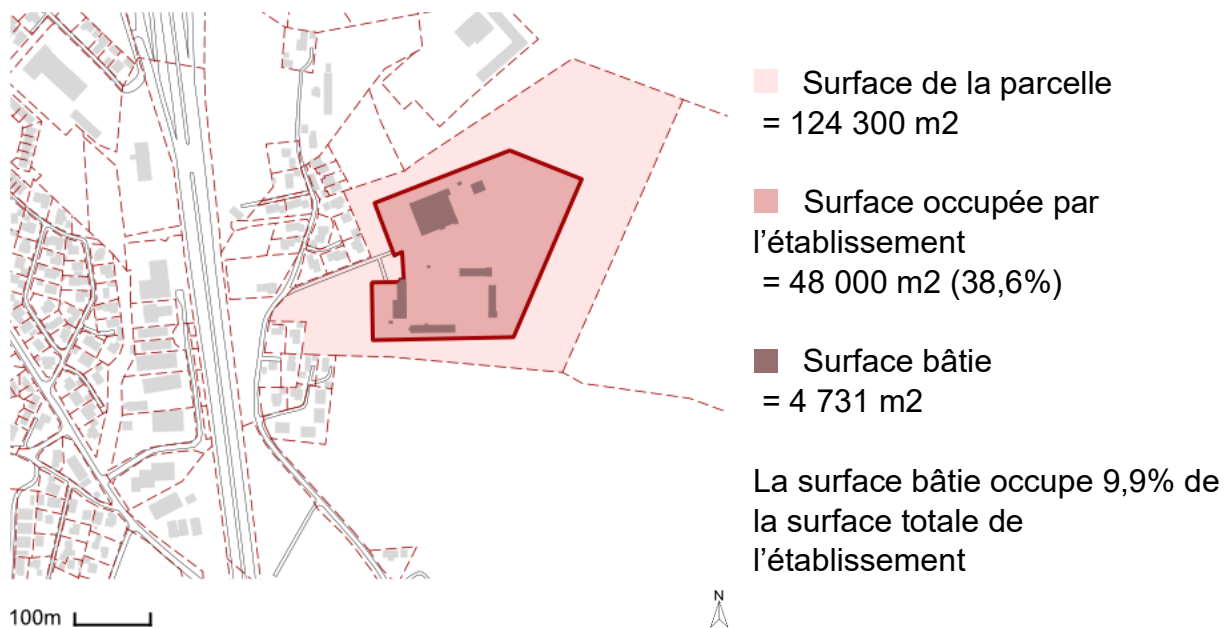 Surface de la parcelle
= 124 300 m2
Surface occupée par
l’établissement
= 48 000 m2 (38,6%)
Surface bâtie
= 4 731 m2
La surface bâtie occupe 9,9% de
la surface totale de
l’établissement
100m
N